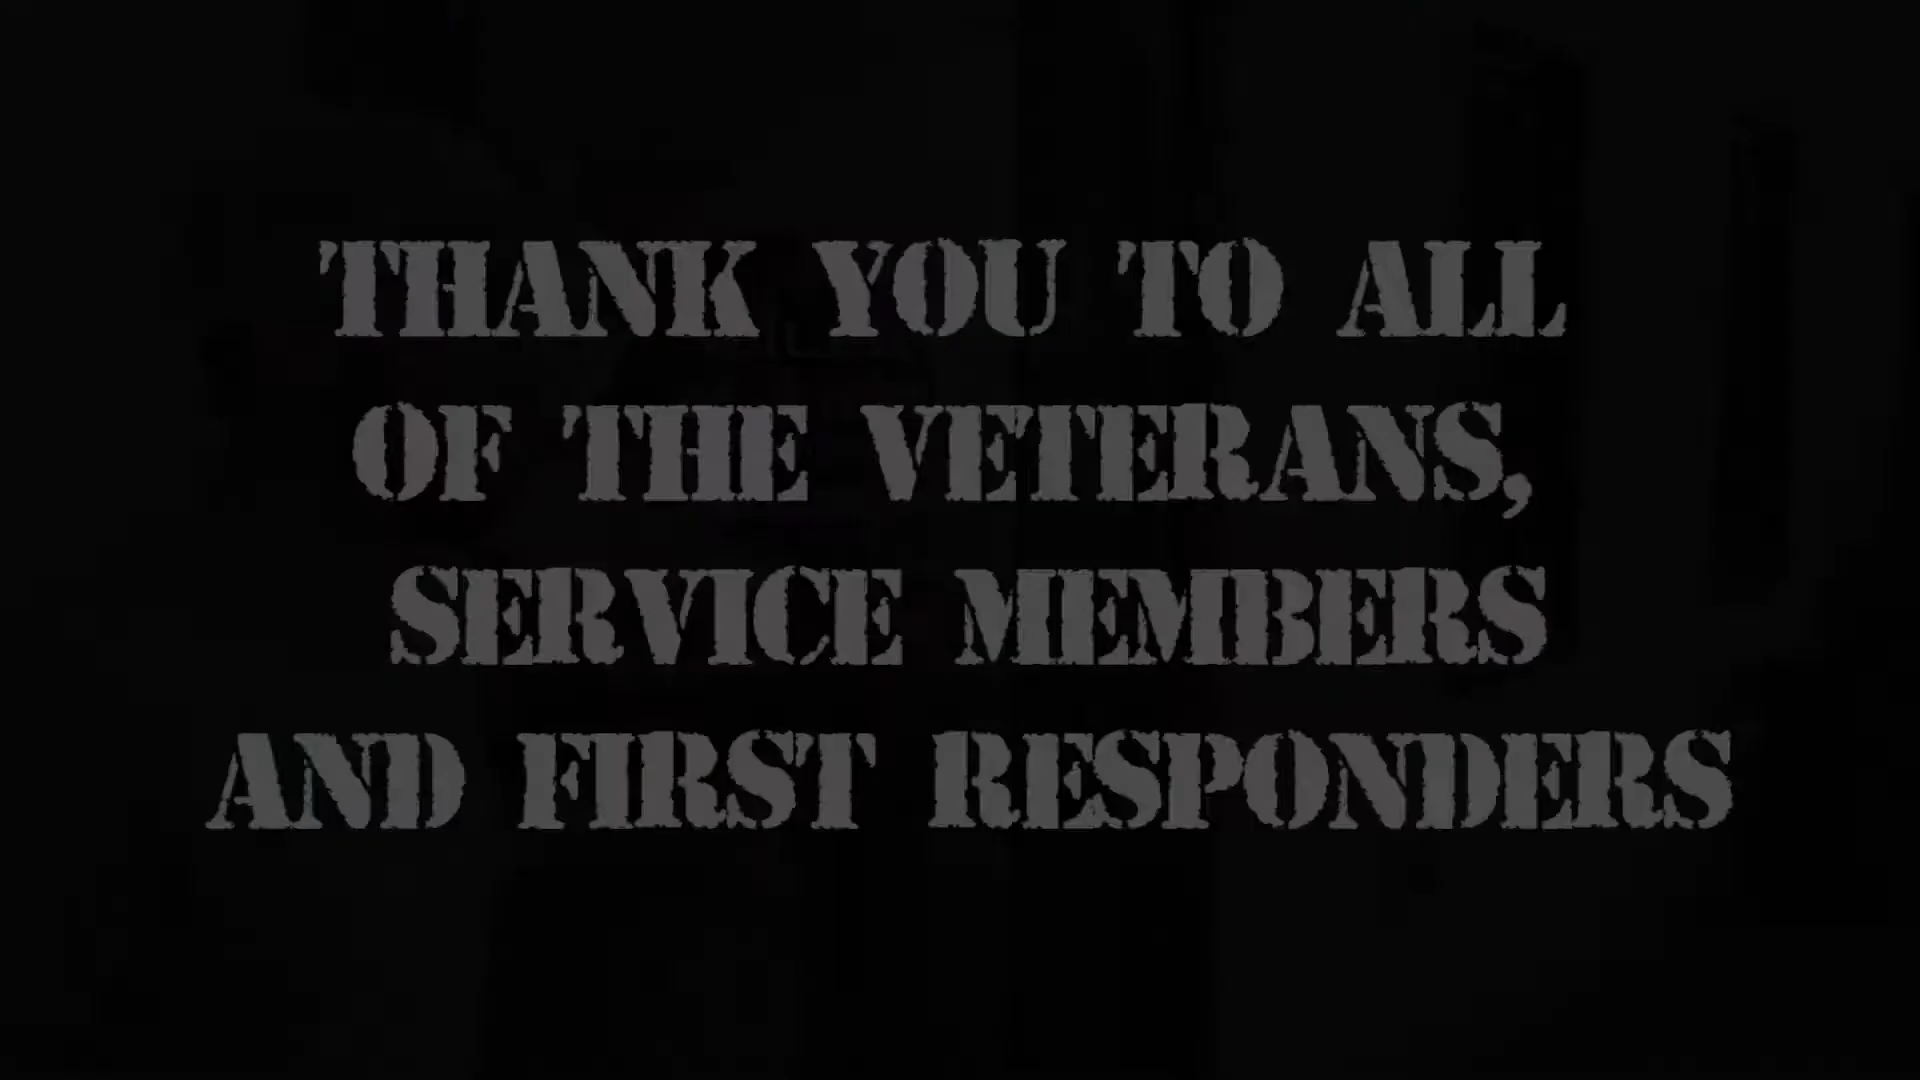 THANK YOU TO ALL
OF THE VETERANS,
SERVICE MEMBERS
AND FIRST RESPONDERS